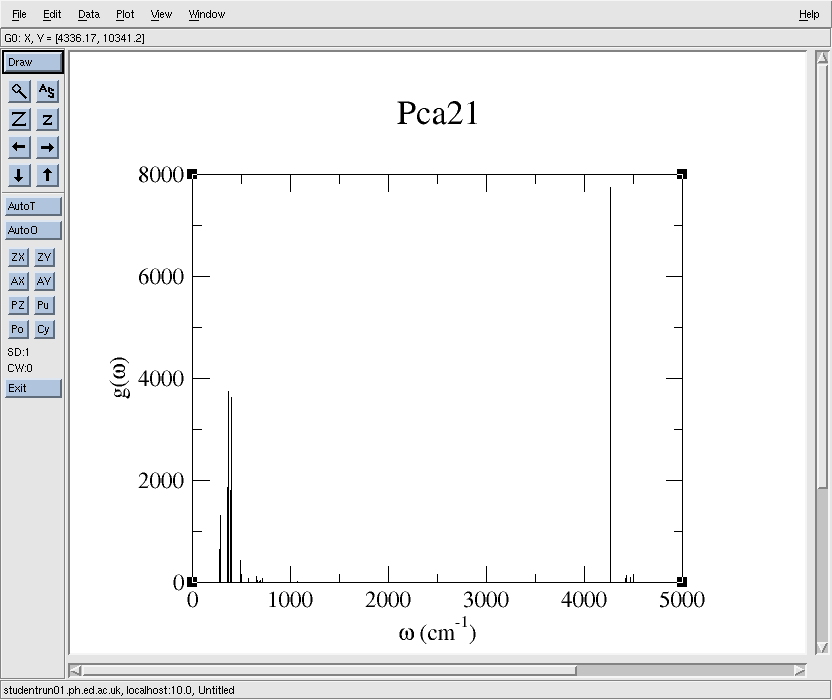 File Edit Data Plot View Window Help
G0: X, Y = [4336.17, 10341.2]
Draw
A S
Z z
AutoT
AutoO
ZX ZY
AX AY
PZ Pu
Po Cy
SD:1
CW:0
Exit
Pca21
8000
6000
4000
2000
0
g(ω)
0 1000 2000 3000 4000 5000
ω (cm⁻¹)
studentrun01.ph.ed.ac.uk, localhost:10.0, Untitled